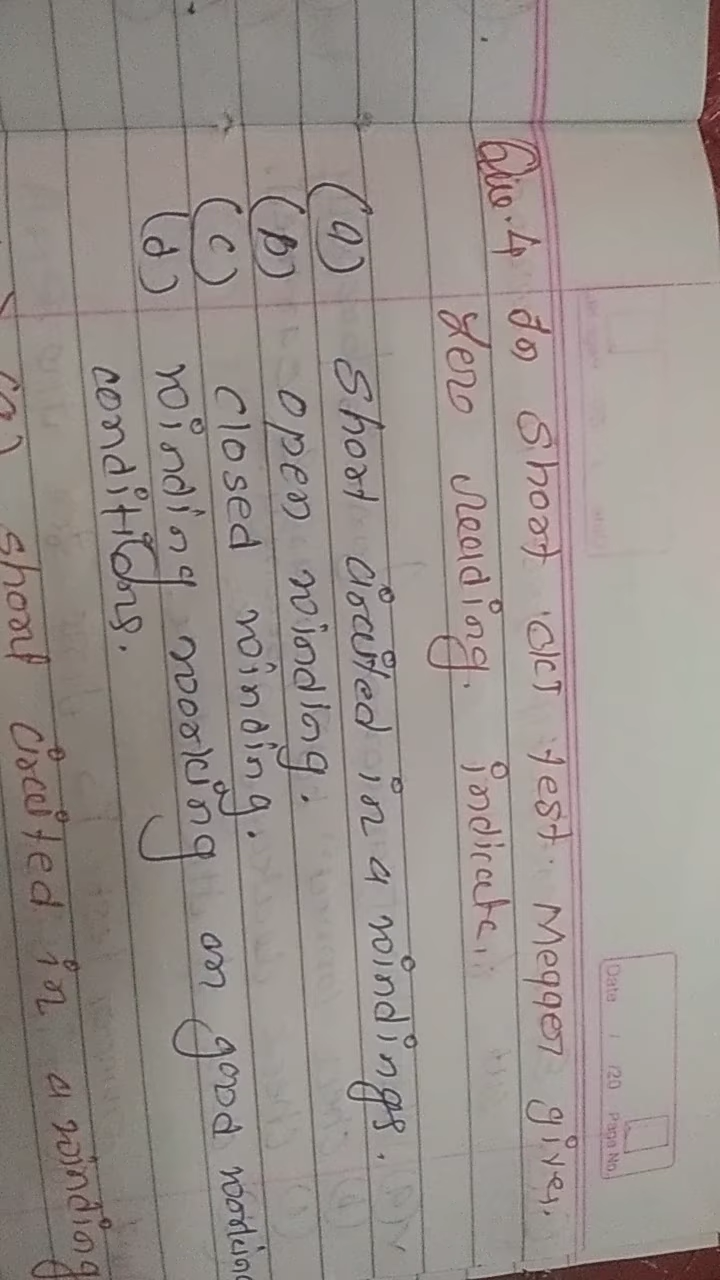 Date / /20 Page No.
Que. 4 In Short ckt test. Megger gives.
zero reading. indicate,
(a) Short circuited in a windings.
(b) open winding.
(c) closed winding.
(d) winding working on good working
conditions.
(a) short circuited in a winding